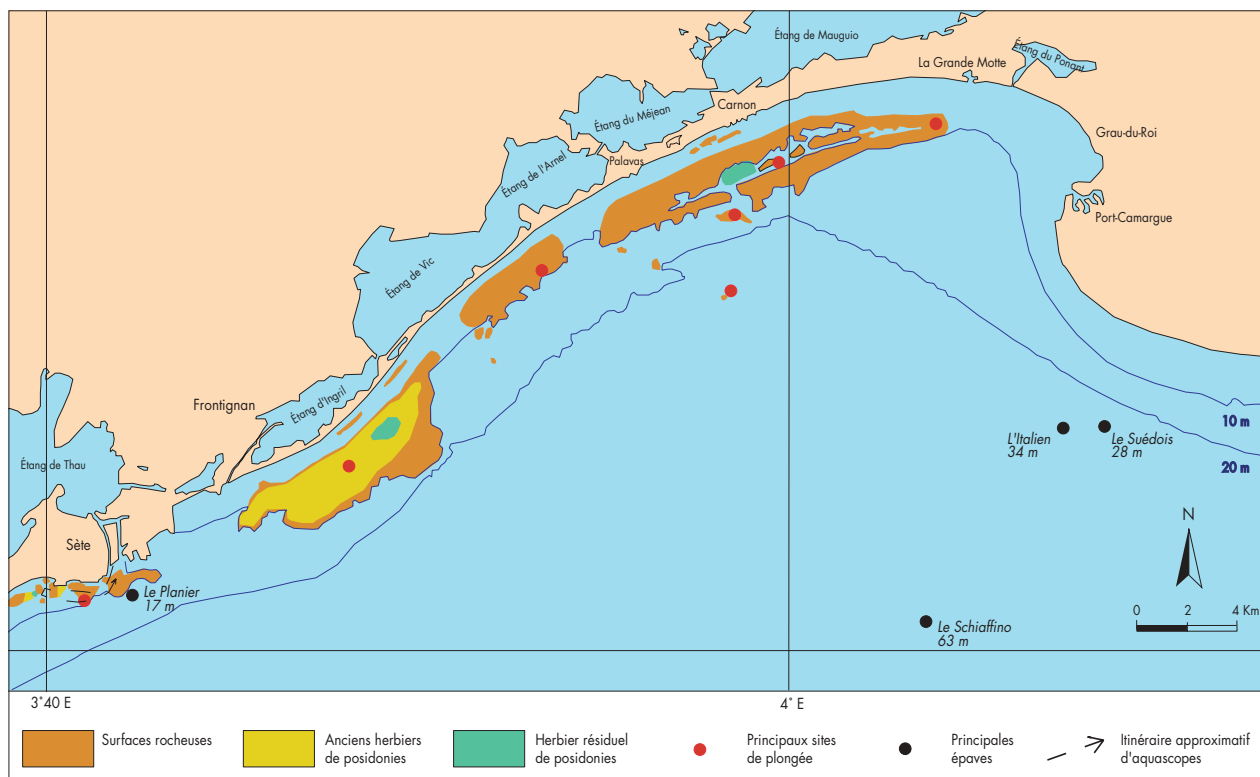 Étang de Mauguio
La Grande Motte
Étang du Ponant
Carnon
Étang du Méjean
Grau-du-Roi
Palavas
Étang de l'Arnel
Port-Camargue
Étang de Vic
Frontignan
Étang d'Ingril
10 m
L'Italien
34 m
Le Suédois
28 m
20 m
Étang de Thau
N
Sète
Le Planier
17 m
0 2 4 Km
Le Schiaffino
63 m
3°40 E
4° E
Surfaces rocheuses
Anciens herbiers
de posidonies
Herbier résiduel
de posidonies
Principaux sites
de plongée
Principales
épaves
Itinéraire approximatif
d'aquascopes